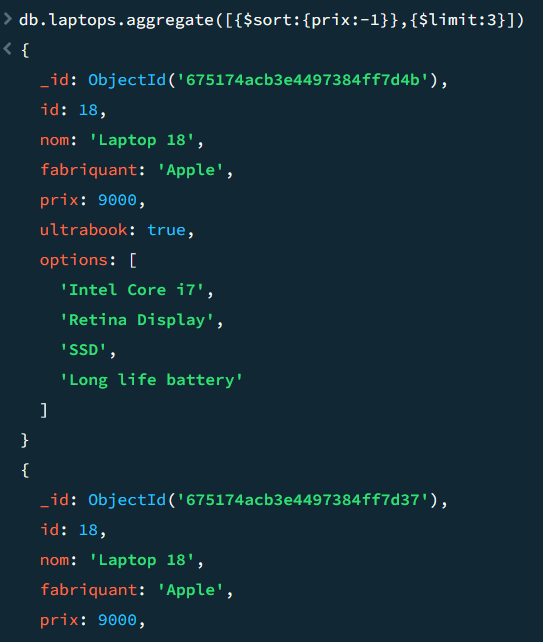 > db.laptops.aggregate([{$sort:{prix:-1}},{$limit:3}])
< {
_id: ObjectId('675174acb3e4497384ff7d4b'),
id: 18,
nom: 'Laptop 18',
fabriquant: 'Apple',
prix: 9000,
ultrabook: true,
options: [
'Intel Core i7',
'Retina Display',
'SSD',
'Long life battery'
]
}
{
_id: ObjectId('675174acb3e4497384ff7d37'),
id: 18,
nom: 'Laptop 18',
fabriquant: 'Apple',
prix: 9000,